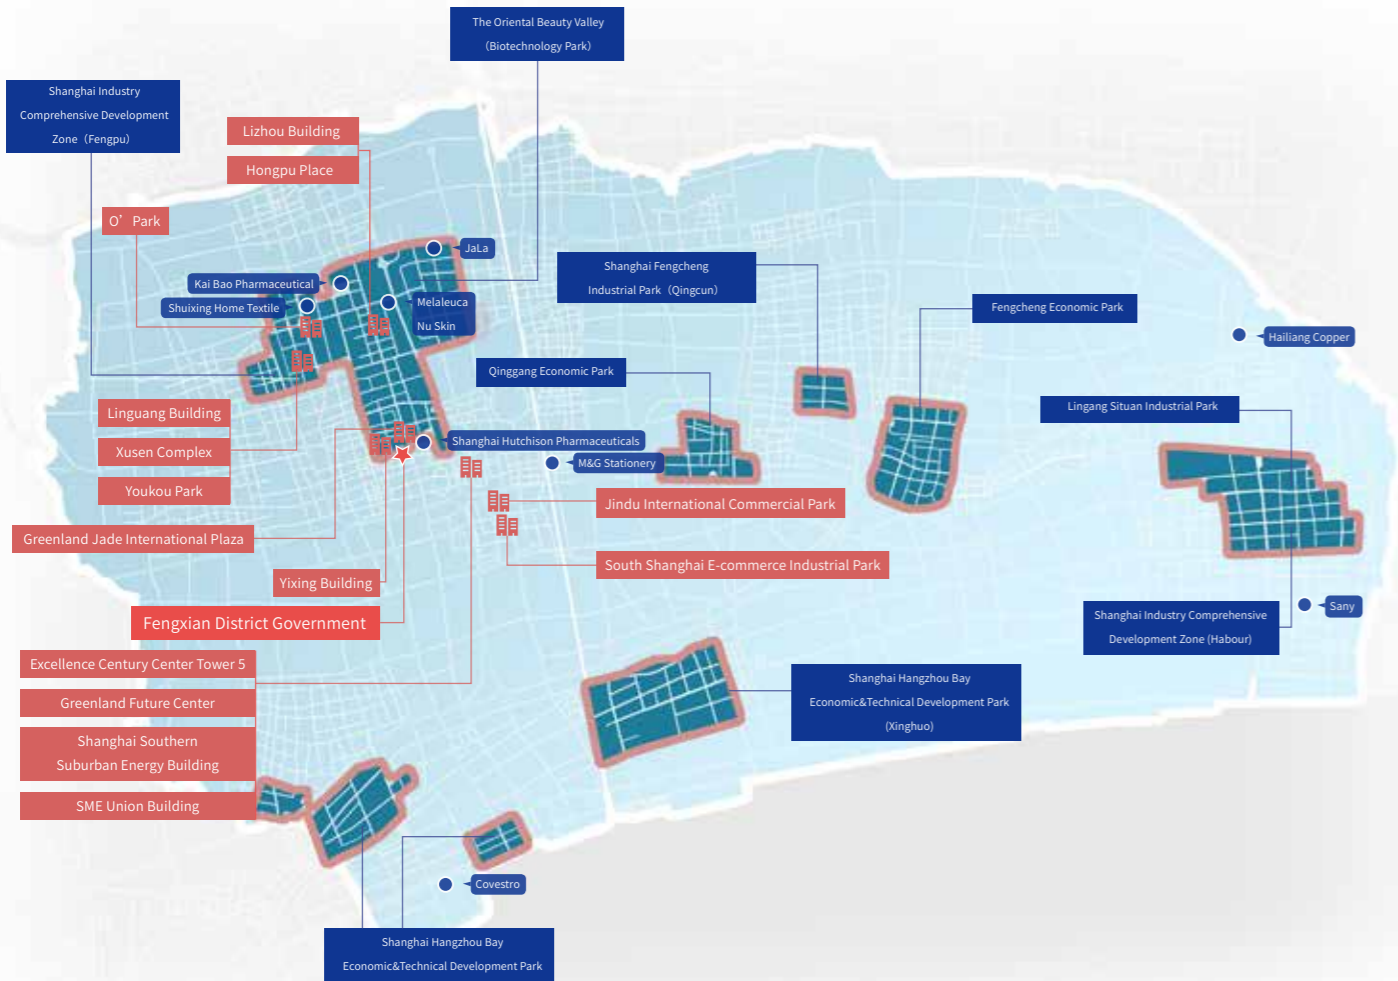 The Oriental Beauty Valley
（Biotechnology Park）
Shanghai Industry
Comprehensive Development
Zone（Fengpu）
Lizhou Building
Hongpu Place
O’ Park
JaLa
Kai Bao Pharmaceutical
Shuixing Home Textile
Melaleuca
Nu Skin
Shanghai Fengcheng
Industrial Park（Qingcun）
Fengcheng Economic Park
Hailiang Copper
Qinggang Economic Park
Lingang Situan Industrial Park
Linguang Building
Xusen Complex
Youkou Park
Shanghai Hutchison Pharmaceuticals
M&G Stationery
Jindu International Commercial Park
Greenland Jade International Plaza
South Shanghai E-commerce Industrial Park
Yixing Building
Fengxian District Government
Shanghai Industry Comprehensive
Development Zone (Habour)
Sany
Excellence Century Center Tower 5
Greenland Future Center
Shanghai Southern
Suburban Energy Building
SME Union Building
Shanghai Hangzhou Bay
Economic&Technical Development Park
(Xinghuo)
Covestro
Shanghai Hangzhou Bay
Economic&Technical Development Park